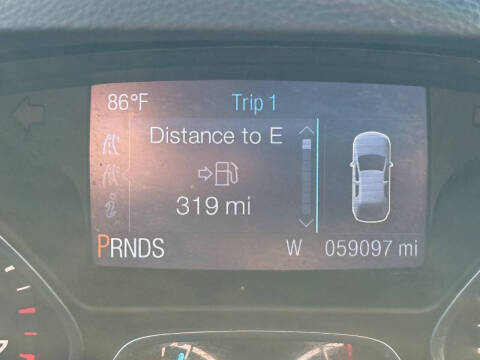 86°F Trip 1
Distance to E
319 mi
PRNDS W 059097 mi